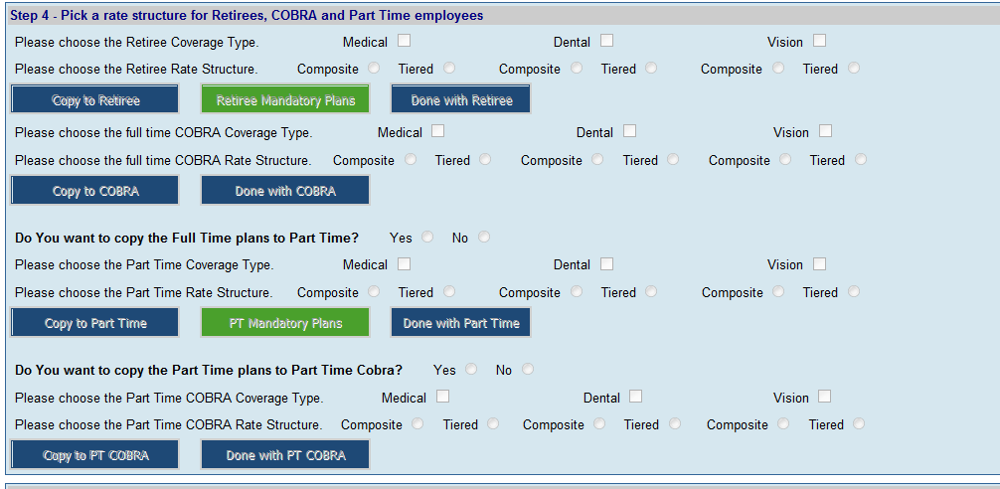 Step 4 - Pick a rate structure for Retirees, COBRA and Part Time employees
Please choose the Retiree Coverage Type. Medical Dental Vision
Please choose the Retiree Rate Structure. Composite Tiered Composite Tiered Composite Tiered
Copy to Retiree Retiree Mandatory Plans Done with Retiree
Please choose the full time COBRA Coverage Type. Medical Dental Vision
Please choose the full time COBRA Rate Structure. Composite Tiered Composite Tiered Composite Tiered
Copy to COBRA Done with COBRA
Do You want to copy the Full Time plans to Part Time? Yes No
Please choose the Part Time Coverage Type. Medical Dental Vision
Please choose the Part Time Rate Structure. Composite Tiered Composite Tiered Composite Tiered
Copy to Part Time PT Mandatory Plans Done with Part Time
Do You want to copy the Part Time plans to Part Time Cobra? Yes No
Please choose the Part Time COBRA Coverage Type. Medical Dental Vision
Please choose the Part Time COBRA Rate Structure. Composite Tiered Composite Tiered Composite Tiered
Copy to PT COBRA Done with PT COBRA